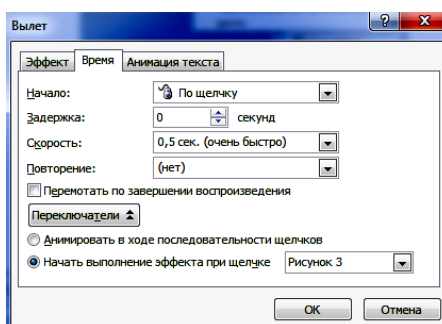 Вылет
Эффект Время Анимация текста
Начало: По щелчку
Задержка: 0 секунд
Скорость: 0,5 сек. (очень быстро)
Повторение: (нет)
Перемотать по завершении воспроизведения
Переключатели
Анимировать в ходе последовательности щелчков
Начать выполнение эффекта при щелчке Рисунок 3
ОК Отмена